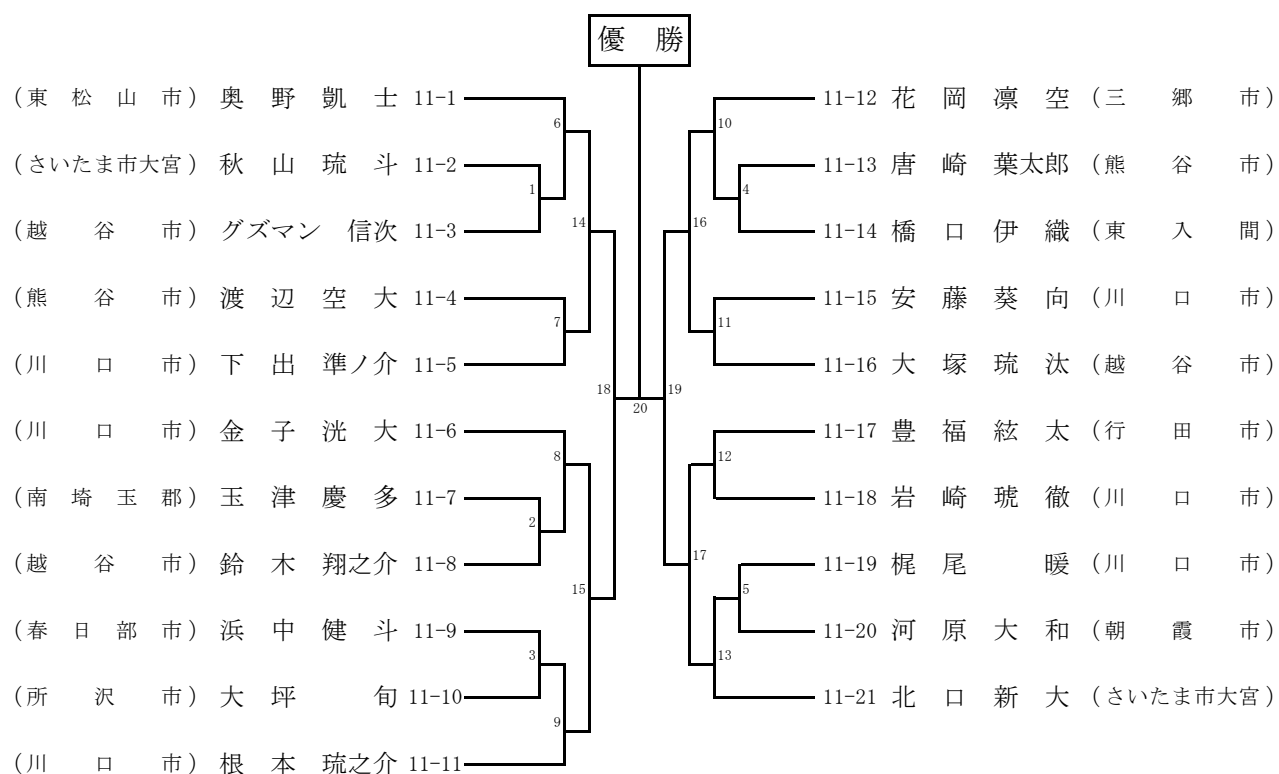 優 勝
(東 松 山 市) 奥 野 凱 士 11-1
(さいたま市大宮) 秋 山 琉 斗 11-2
(越 谷 市) グズマン 信次 11-3
(熊 谷 市) 渡 辺 空 大 11-4
(川 口 市) 下 出 準ノ介 11-5
(川 口 市) 金 子 洸 大 11-6
(南 埼 玉 郡) 玉 津 慶 多 11-7
(越 谷 市) 鈴 木 翔之介 11-8
(春 日 部 市) 浜 中 健 斗 11-9
(所 沢 市) 大 坪 旬 11-10
(川 口 市) 根 本 琉之介 11-11
6
1
14
7
18
8
2
15
3
9
20
10
4
16
11
19
12
17
5
13
11-12 花 岡 凛 空 (三 郷 市)
11-13 唐 崎 葉太郎 (熊 谷 市)
11-14 橋 口 伊 織 (東 入 間)
11-15 安 藤 葵 向 (川 口 市)
11-16 大 塚 琉 汰 (越 谷 市)
11-17 豊 福 絃 太 (行 田 市)
11-18 岩 崎 琥 徹 (川 口 市)
11-19 梶 尾 暖 (川 口 市)
11-20 河 原 大 和 (朝 霞 市)
11-21 北 口 新 大 (さいたま市大宮)